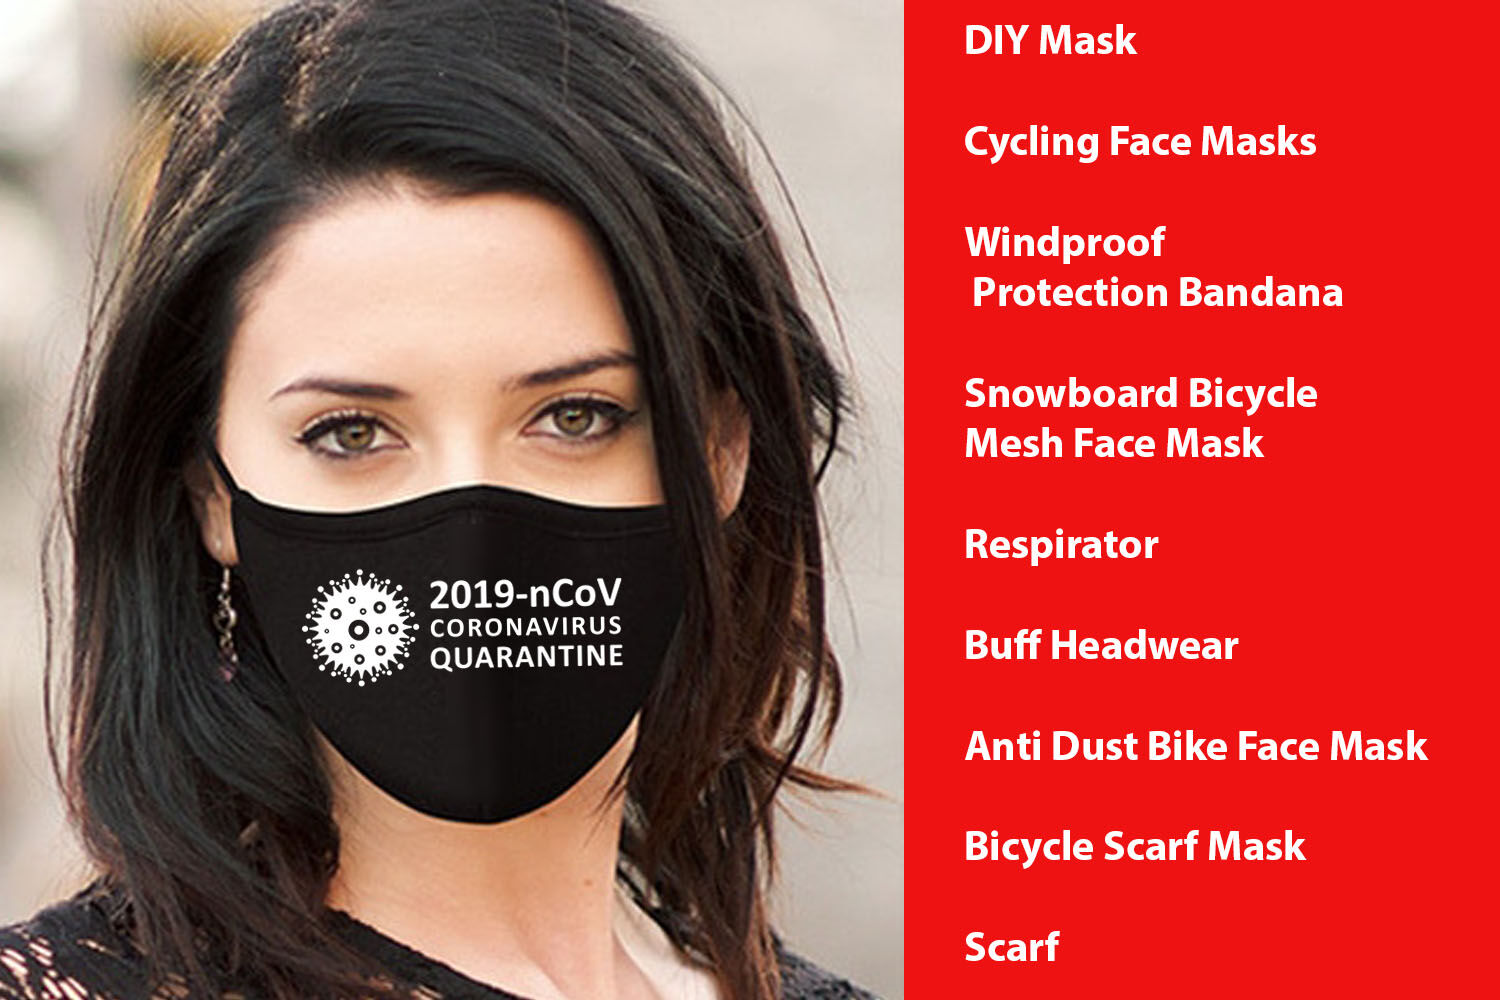 2019-nCoV
CORONAVIRUS
QUARANTINE
DIY Mask
Cycling Face Masks
Windproof
Protection Bandana
Snowboard Bicycle
Mesh Face Mask
Respirator
Buff Headwear
Anti Dust Bike Face Mask
Bicycle Scarf Mask
Scarf